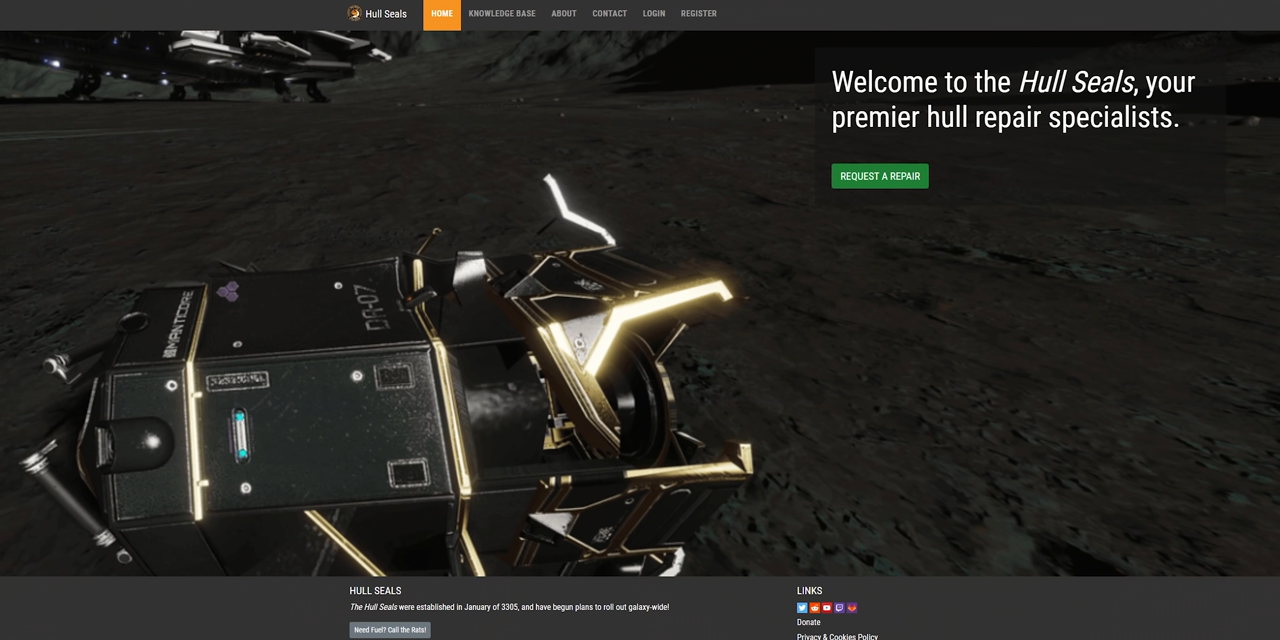 Hull Seals
HOME
KNOWLEDGE BASE
ABOUT
CONTACT
LOGIN
REGISTER
Welcome to the Hull Seals, your
premier hull repair specialists.
REQUEST A REPAIR
MANTICORE
DA-07
HULL SEALS
The Hull Seals were established in January of 3305, and have begun plans to roll out galaxy-wide!
Need Fuel? Call the Rats!
LINKS
Donate
Privacy & Cookies Policy